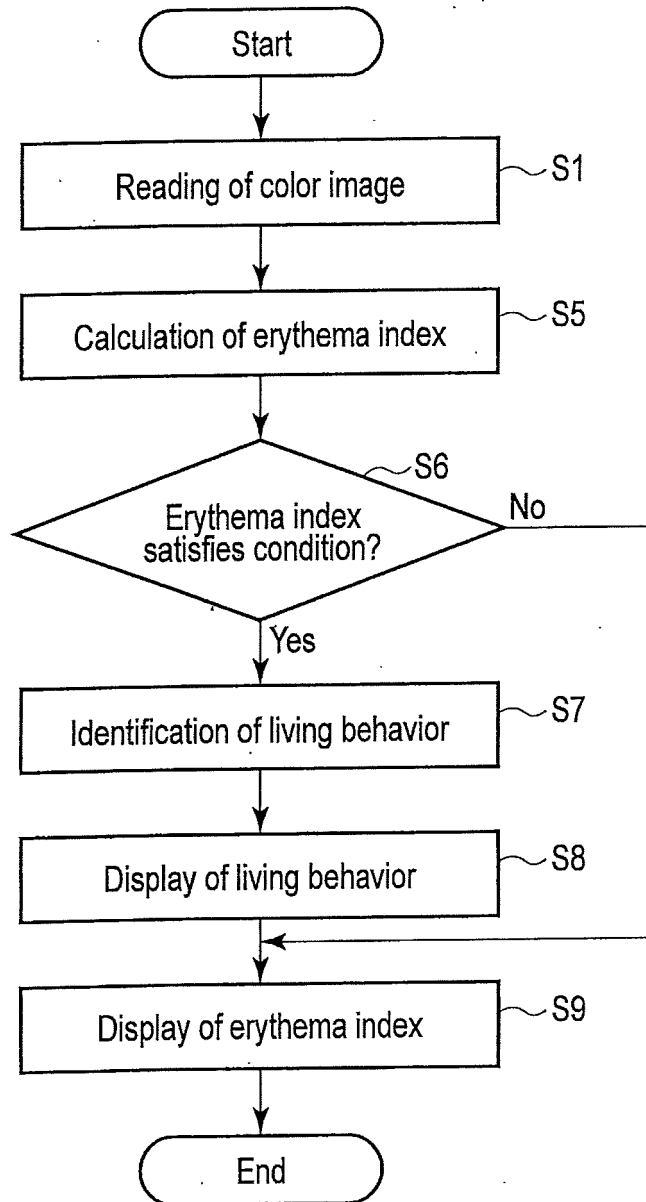 Start
Reading of color image
S1
Calculation of erythema index
S5
S6
Erythema index
satisfies condition?
No
Yes
Identification of living behavior
S7
Display of living behavior
S8
Display of erythema index
S9
End